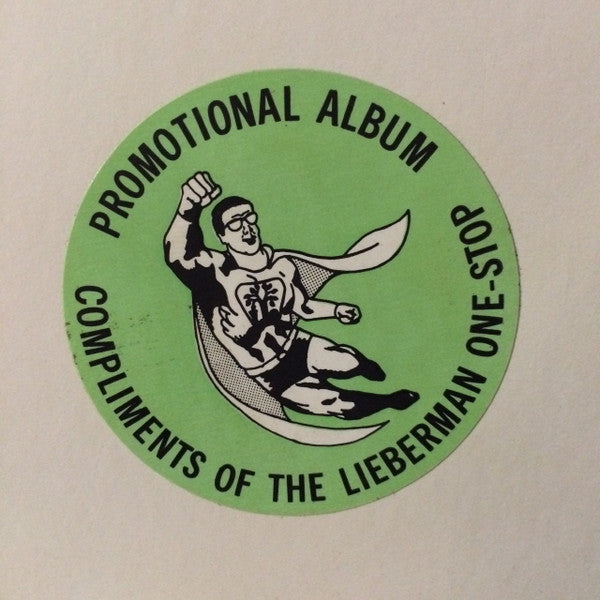 PROMOTIONAL ALBUM
COMPLIMENTS OF THE LIEBERMAN ONE-STOP